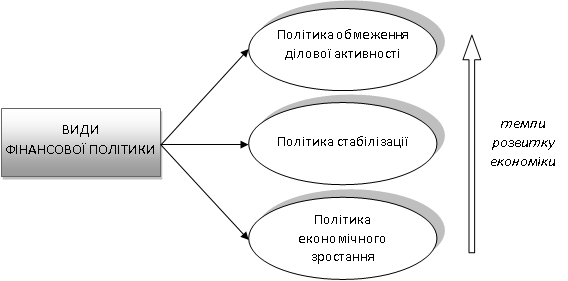 ВИДИ
ФІНАНСОВОЇ ПОЛІТИКИ
Політика обмеження
ділової активності
Політика стабілізації
Політика
економічного
зростання
темпи
розвитку
економіки